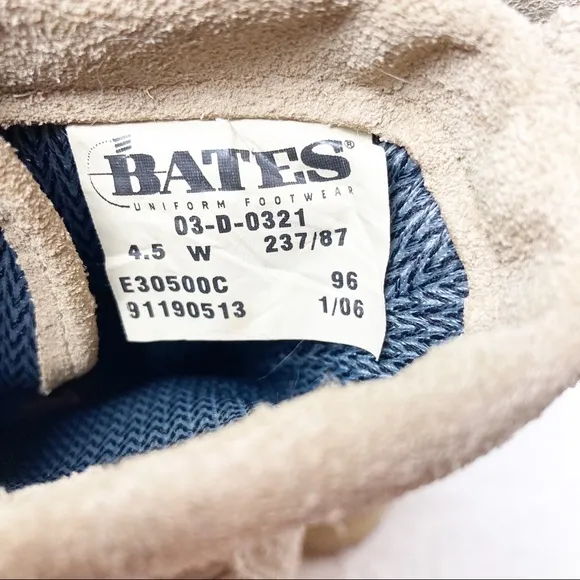 BATES®
UNIFORM FOOTWEAR
03-D-0321
4.5 W 237/87
E30500C 96
91190513 1/06